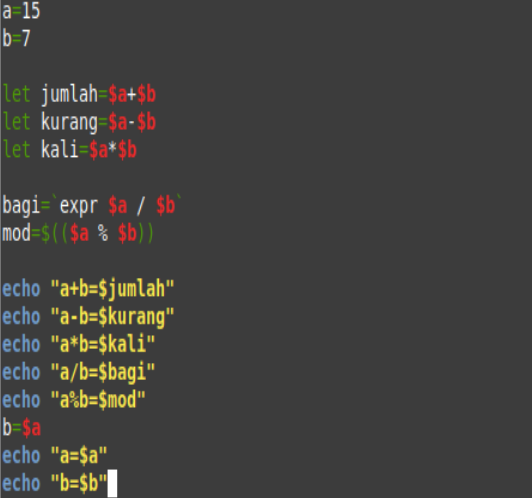 a=15
b=7
let jumlah=$a+$b
let kurang=$a-$b
let kali=$a*$b
bagi=`expr $a / $b`
mod=$(($a % $b))
echo "a+b=$jumlah"
echo "a-b=$kurang"
echo "a*b=$kali"
echo "a/b=$bagi"
echo "a%b=$mod"
b=$a
echo "a=$a"
echo "b=$b"